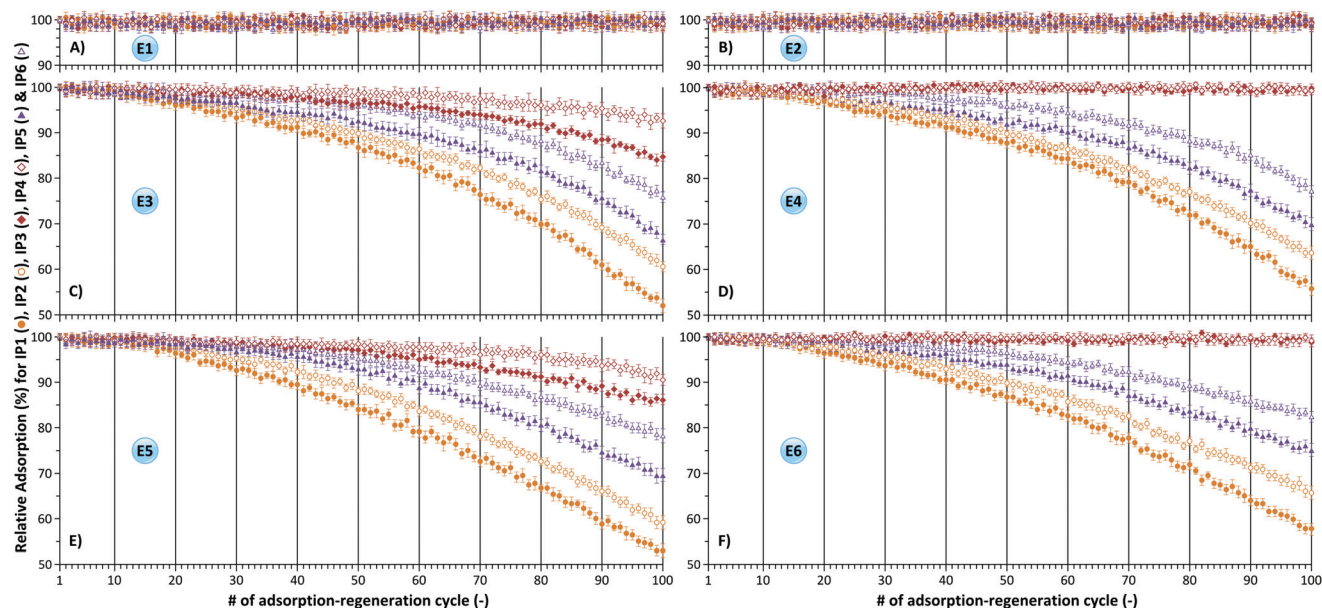 Relative Adsorption (%) for IP1 (●), IP2 (○), IP3 (◆), IP4 (◇), IP5 (▲) & IP6 (△)
100
90
A)
E1
100
90
B)
E2
100
90
80
70
60
50
C)
E3
100
90
80
70
60
50
D)
E4
100
90
80
70
60
50
E)
E5
1 10 20 30 40 50 60 70 80 90 100
# of adsorption-regeneration cycle (-)
100
90
80
70
60
50
F)
E6
1 10 20 30 40 50 60 70 80 90 100
# of adsorption-regeneration cycle (-)